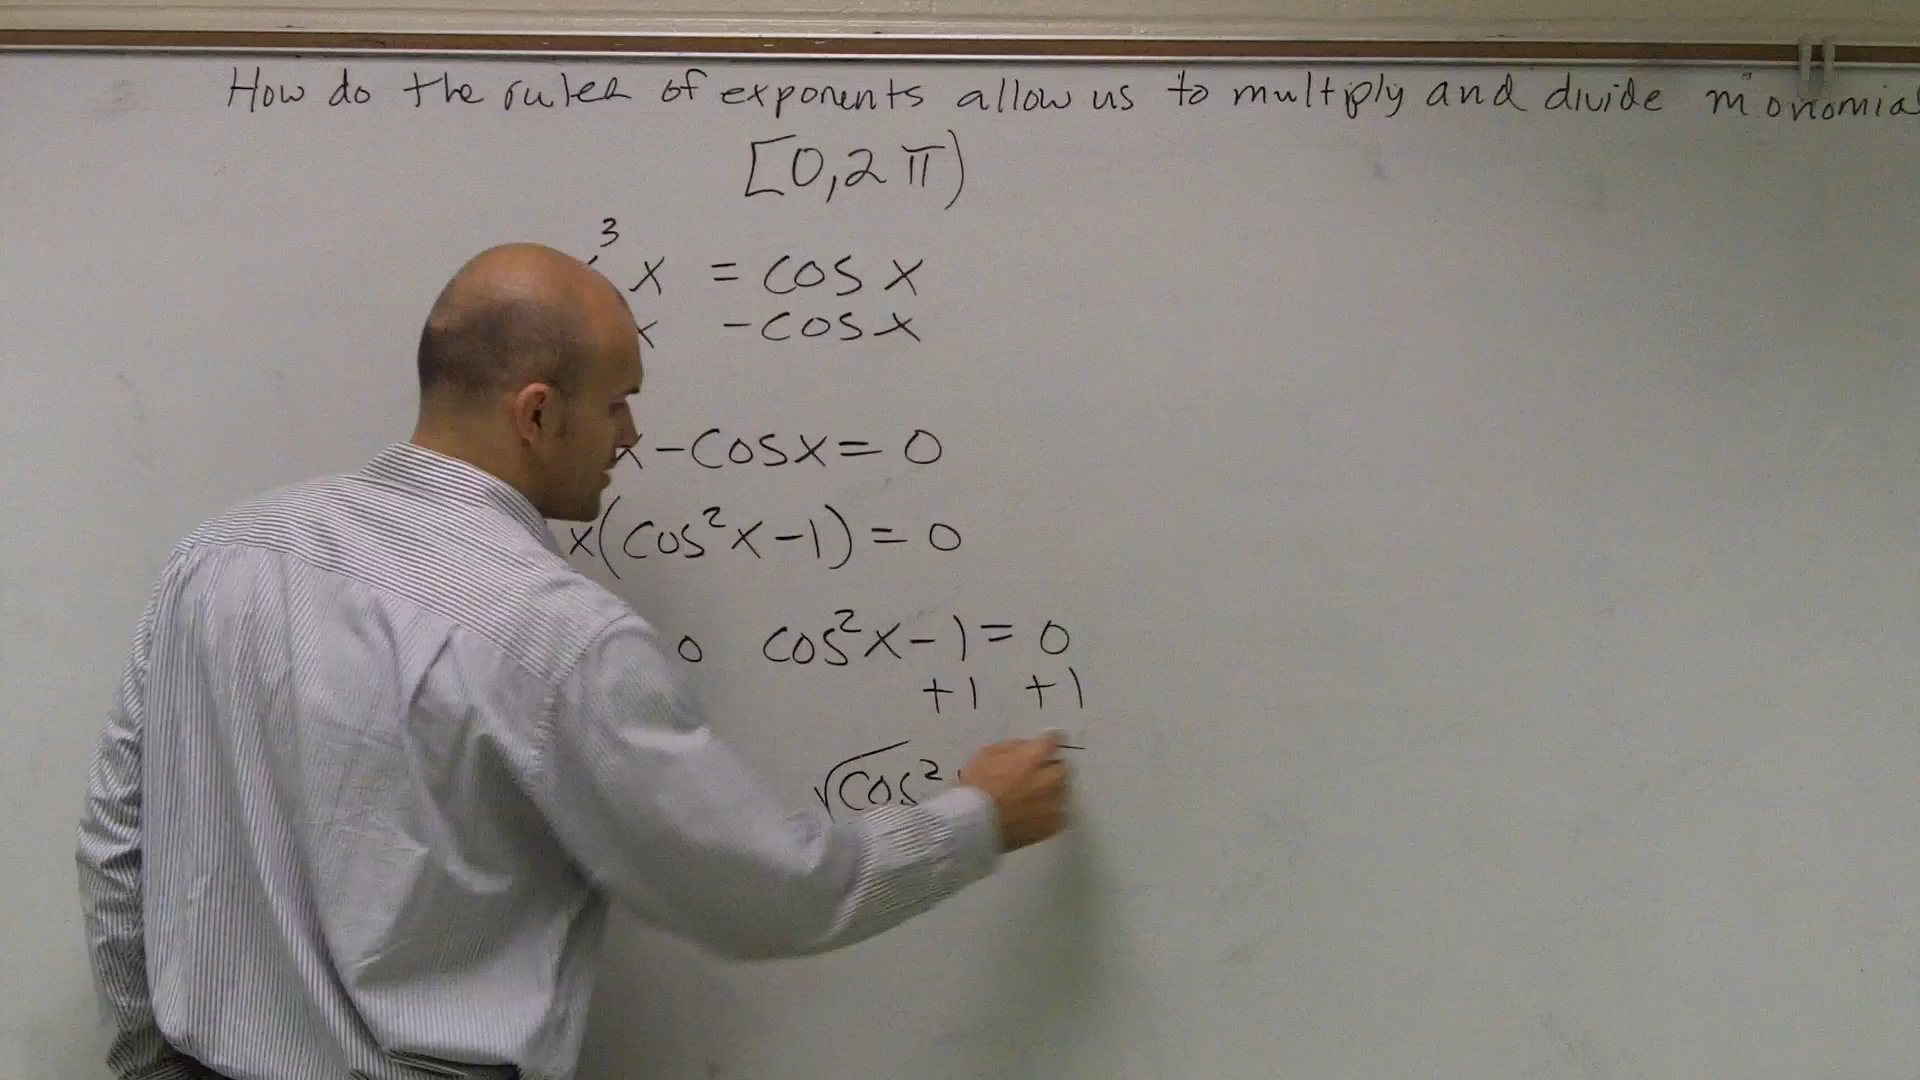 How do the rules of exponents allow us to multiply and divide monomia
[0,2π)
³ x = cos x
x - cos x
x - cos x = 0
x(cos²x-1) = 0
0 cos²x-1 = 0
+1 +1
√cos²